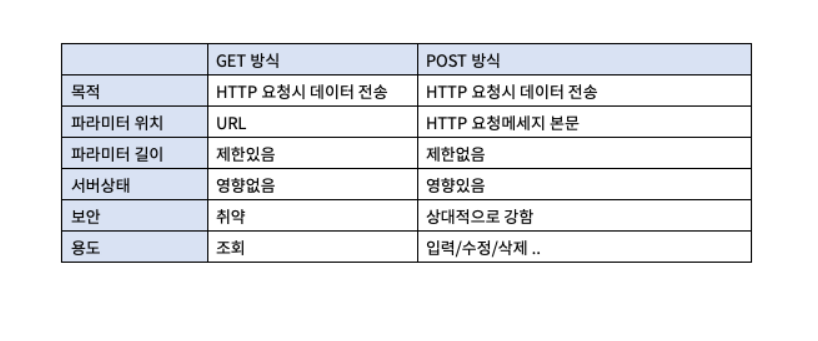 GET 방식 POST 방식
목적 HTTP 요청시 데이터 전송 HTTP 요청시 데이터 전송
파라미터 위치 URL HTTP 요청메세지 본문
파라미터 길이 제한있음 제한없음
서버상태 영향없음 영향있음
보안 취약 상대적으로 강함
용도 조회 입력/수정/삭제 ..